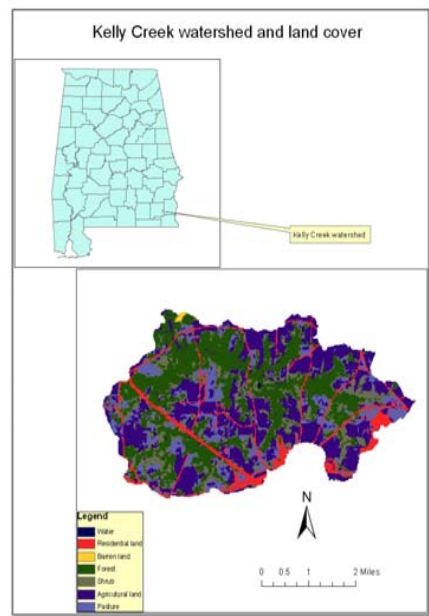 Kelly Creek watershed and land cover
Kelly Creek watershed
N
0 0.5 1 2 Miles
Legend
Water
Residential land
Barren land
Forest
Shrub
Agricultural land
Pasture